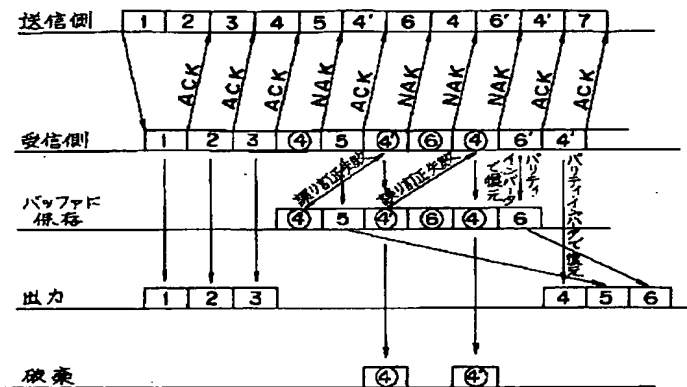 送信側
1 2 3 4 5 4' 6 4 6' 4' 7
ACK ACK ACK NAK ACK NAK NAK NAK ACK ACK
受信側
1 2 3 ④ 5 ④' ⑥ ④ 6' 4'
誤り訂正失敗
誤り訂正失敗
パリティ・インバータで復元
パリティ・インバータで復元
バッファに
保存
④ 5 ④' ⑥ ④ 6
出力
1 2 3 4 5 6
破棄
④ ④'